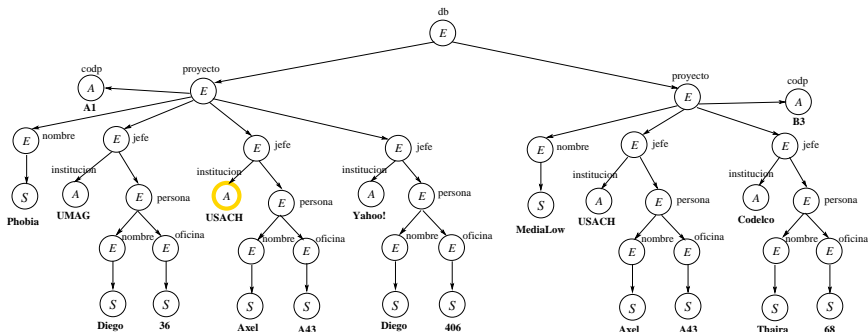 db
E
codp
proyecto
proyecto
codp
A
E
E
A
A1
B3
nombre
jefe
jefe
jefe
nombre
jefe
jefe
E
E
E
E
E
E
E
institucion
institucion
institucion
institucion
institucion
S
A
persona
A
persona
A
persona
S
A
persona
A
persona
E
E
E
E
E
Phobia
UMAG
USACH
Yahoo!
MediaLow
USACH
Codelco
nombre
oficina
nombre
oficina
nombre
oficina
nombre
oficina
nombre
oficina
E
E
E
E
E
E
E
E
E
E
S
S
S
S
S
S
S
S
S
S
Diego
36
Axel
A43
Diego
406
Axel
A43
Thaira
68